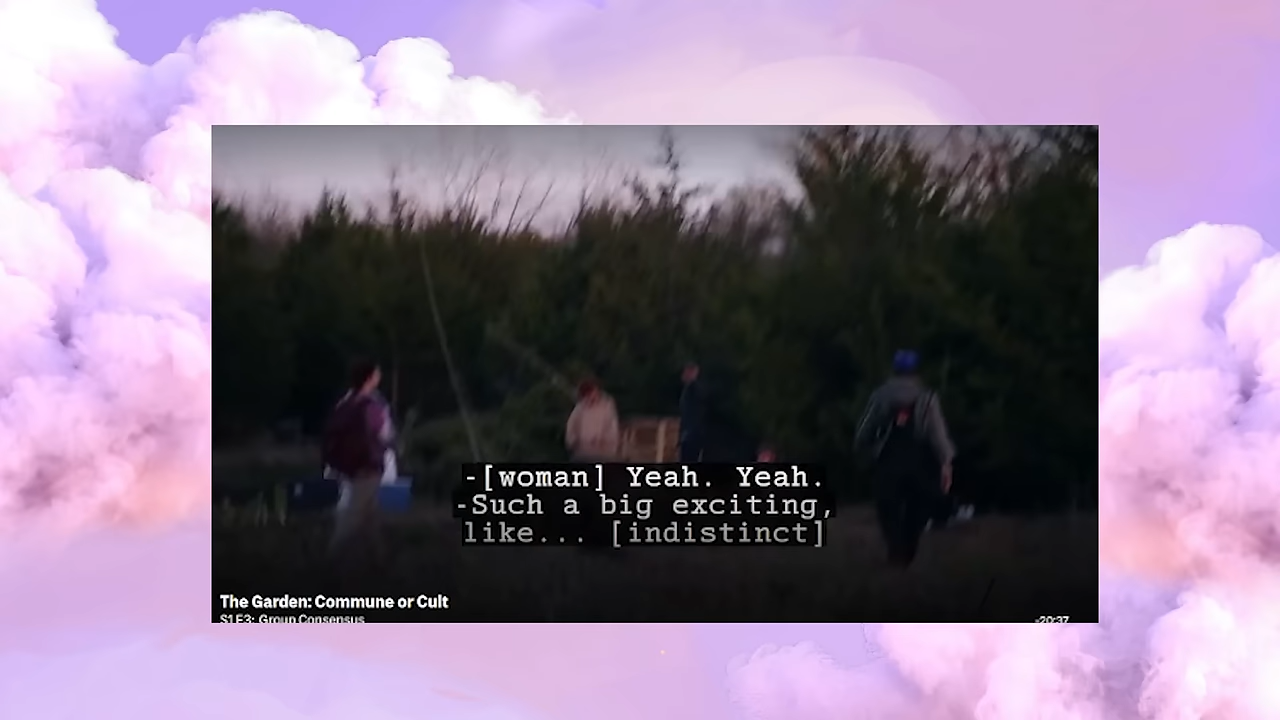 -[woman] Yeah. Yeah.
-Such a big exciting,
like... [indistinct]
The Garden: Commune or Cult
S1 E3: Group Consensus
-20:37